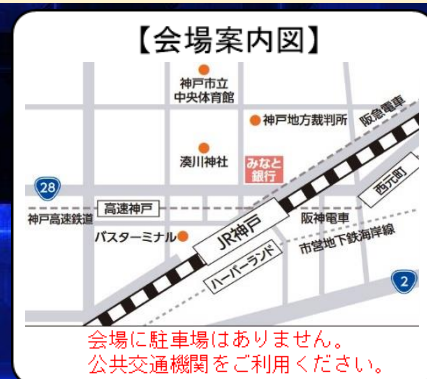 【会場案内図】
神戸市立
中央体育館
神戸地方裁判所
阪急電車
湊川神社
みなと
銀行
28
西元町
高速神戸
神戸高速鉄道
JR神戸
阪神電車
バスターミナル
市営地下鉄海岸線
ハーバーランド
2
会場に駐車場はありません。
公共交通機関をご利用ください。